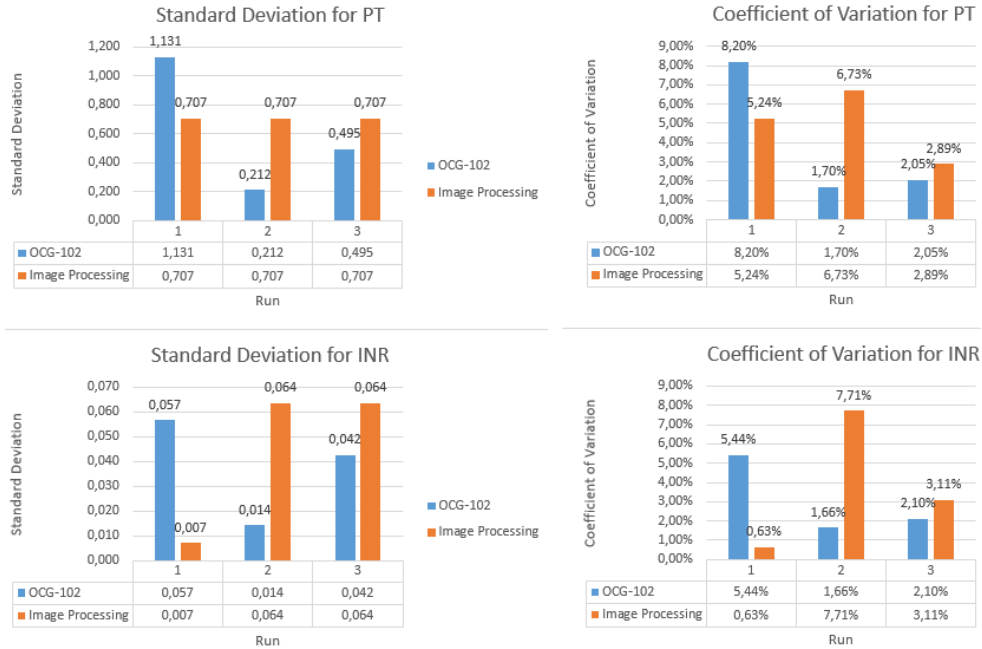 Standard Deviation for PT
Standard Deviation
1,200
1,000
0,800
0,600
0,400
0,200
0,000
1,131
0,707
0,212
0,707
0,495
0,707
1 2 3
OCG-102 1,131 0,212 0,495
Image Processing 0,707 0,707 0,707
Run
OCG-102
Image Processing
Coefficient of Variation for PT
Coefficient of Variation
9,00%
8,00%
7,00%
6,00%
5,00%
4,00%
3,00%
2,00%
1,00%
0,00%
8,20%
5,24%
1,70%
6,73%
2,05%
2,89%
1 2 3
OCG-102 8,20% 1,70% 2,05%
Image Processing 5,24% 6,73% 2,89%
Run
Standard Deviation for INR
Standard Deviation
0,070
0,060
0,050
0,040
0,030
0,020
0,010
0,000
0,057
0,007
0,014
0,064
0,042
0,064
1 2 3
OCG-102 0,057 0,014 0,042
Image Processing 0,007 0,064 0,064
Run
OCG-102
Image Processing
Coefficient of Variation for INR
Coefficient of Variation
9,00%
8,00%
7,00%
6,00%
5,00%
4,00%
3,00%
2,00%
1,00%
0,00%
5,44%
0,63%
1,66%
7,71%
2,10%
3,11%
1 2 3
OCG-102 5,44% 1,66% 2,10%
Image Processing 0,63% 7,71% 3,11%
Run